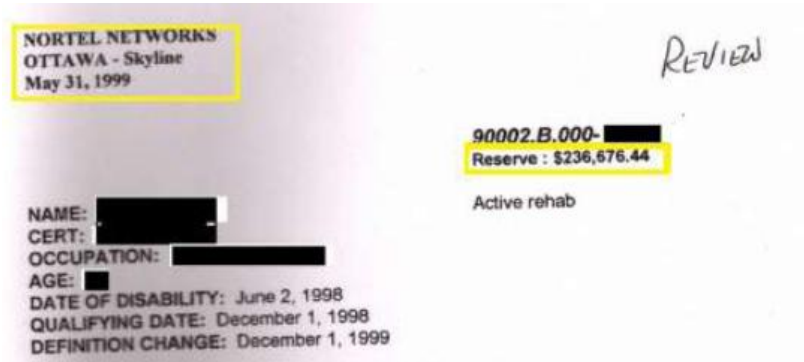 NORTEL NETWORKS
OTTAWA - Skyline
May 31, 1999
REVIEW
90002.B.000-
Reserve : $236,676.44
Active rehab
NAME:
CERT:
OCCUPATION:
AGE:
DATE OF DISABILITY: June 2, 1998
QUALIFYING DATE: December 1, 1998
DEFINITION CHANGE: December 1, 1999